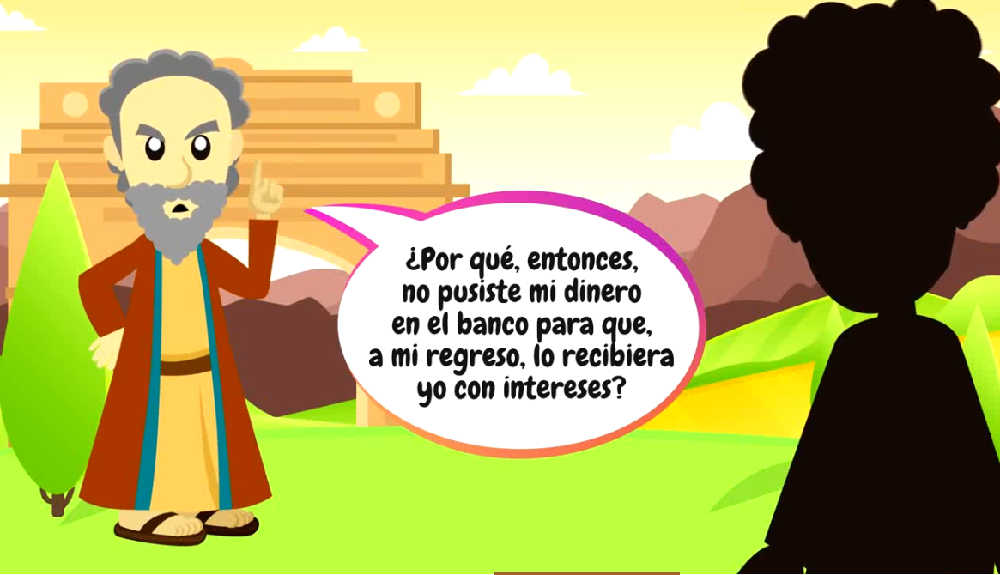 ¿Por qué, entonces,
no pusiste mi dinero
en el banco para que,
a mi regreso, lo recibiera
yo con intereses?